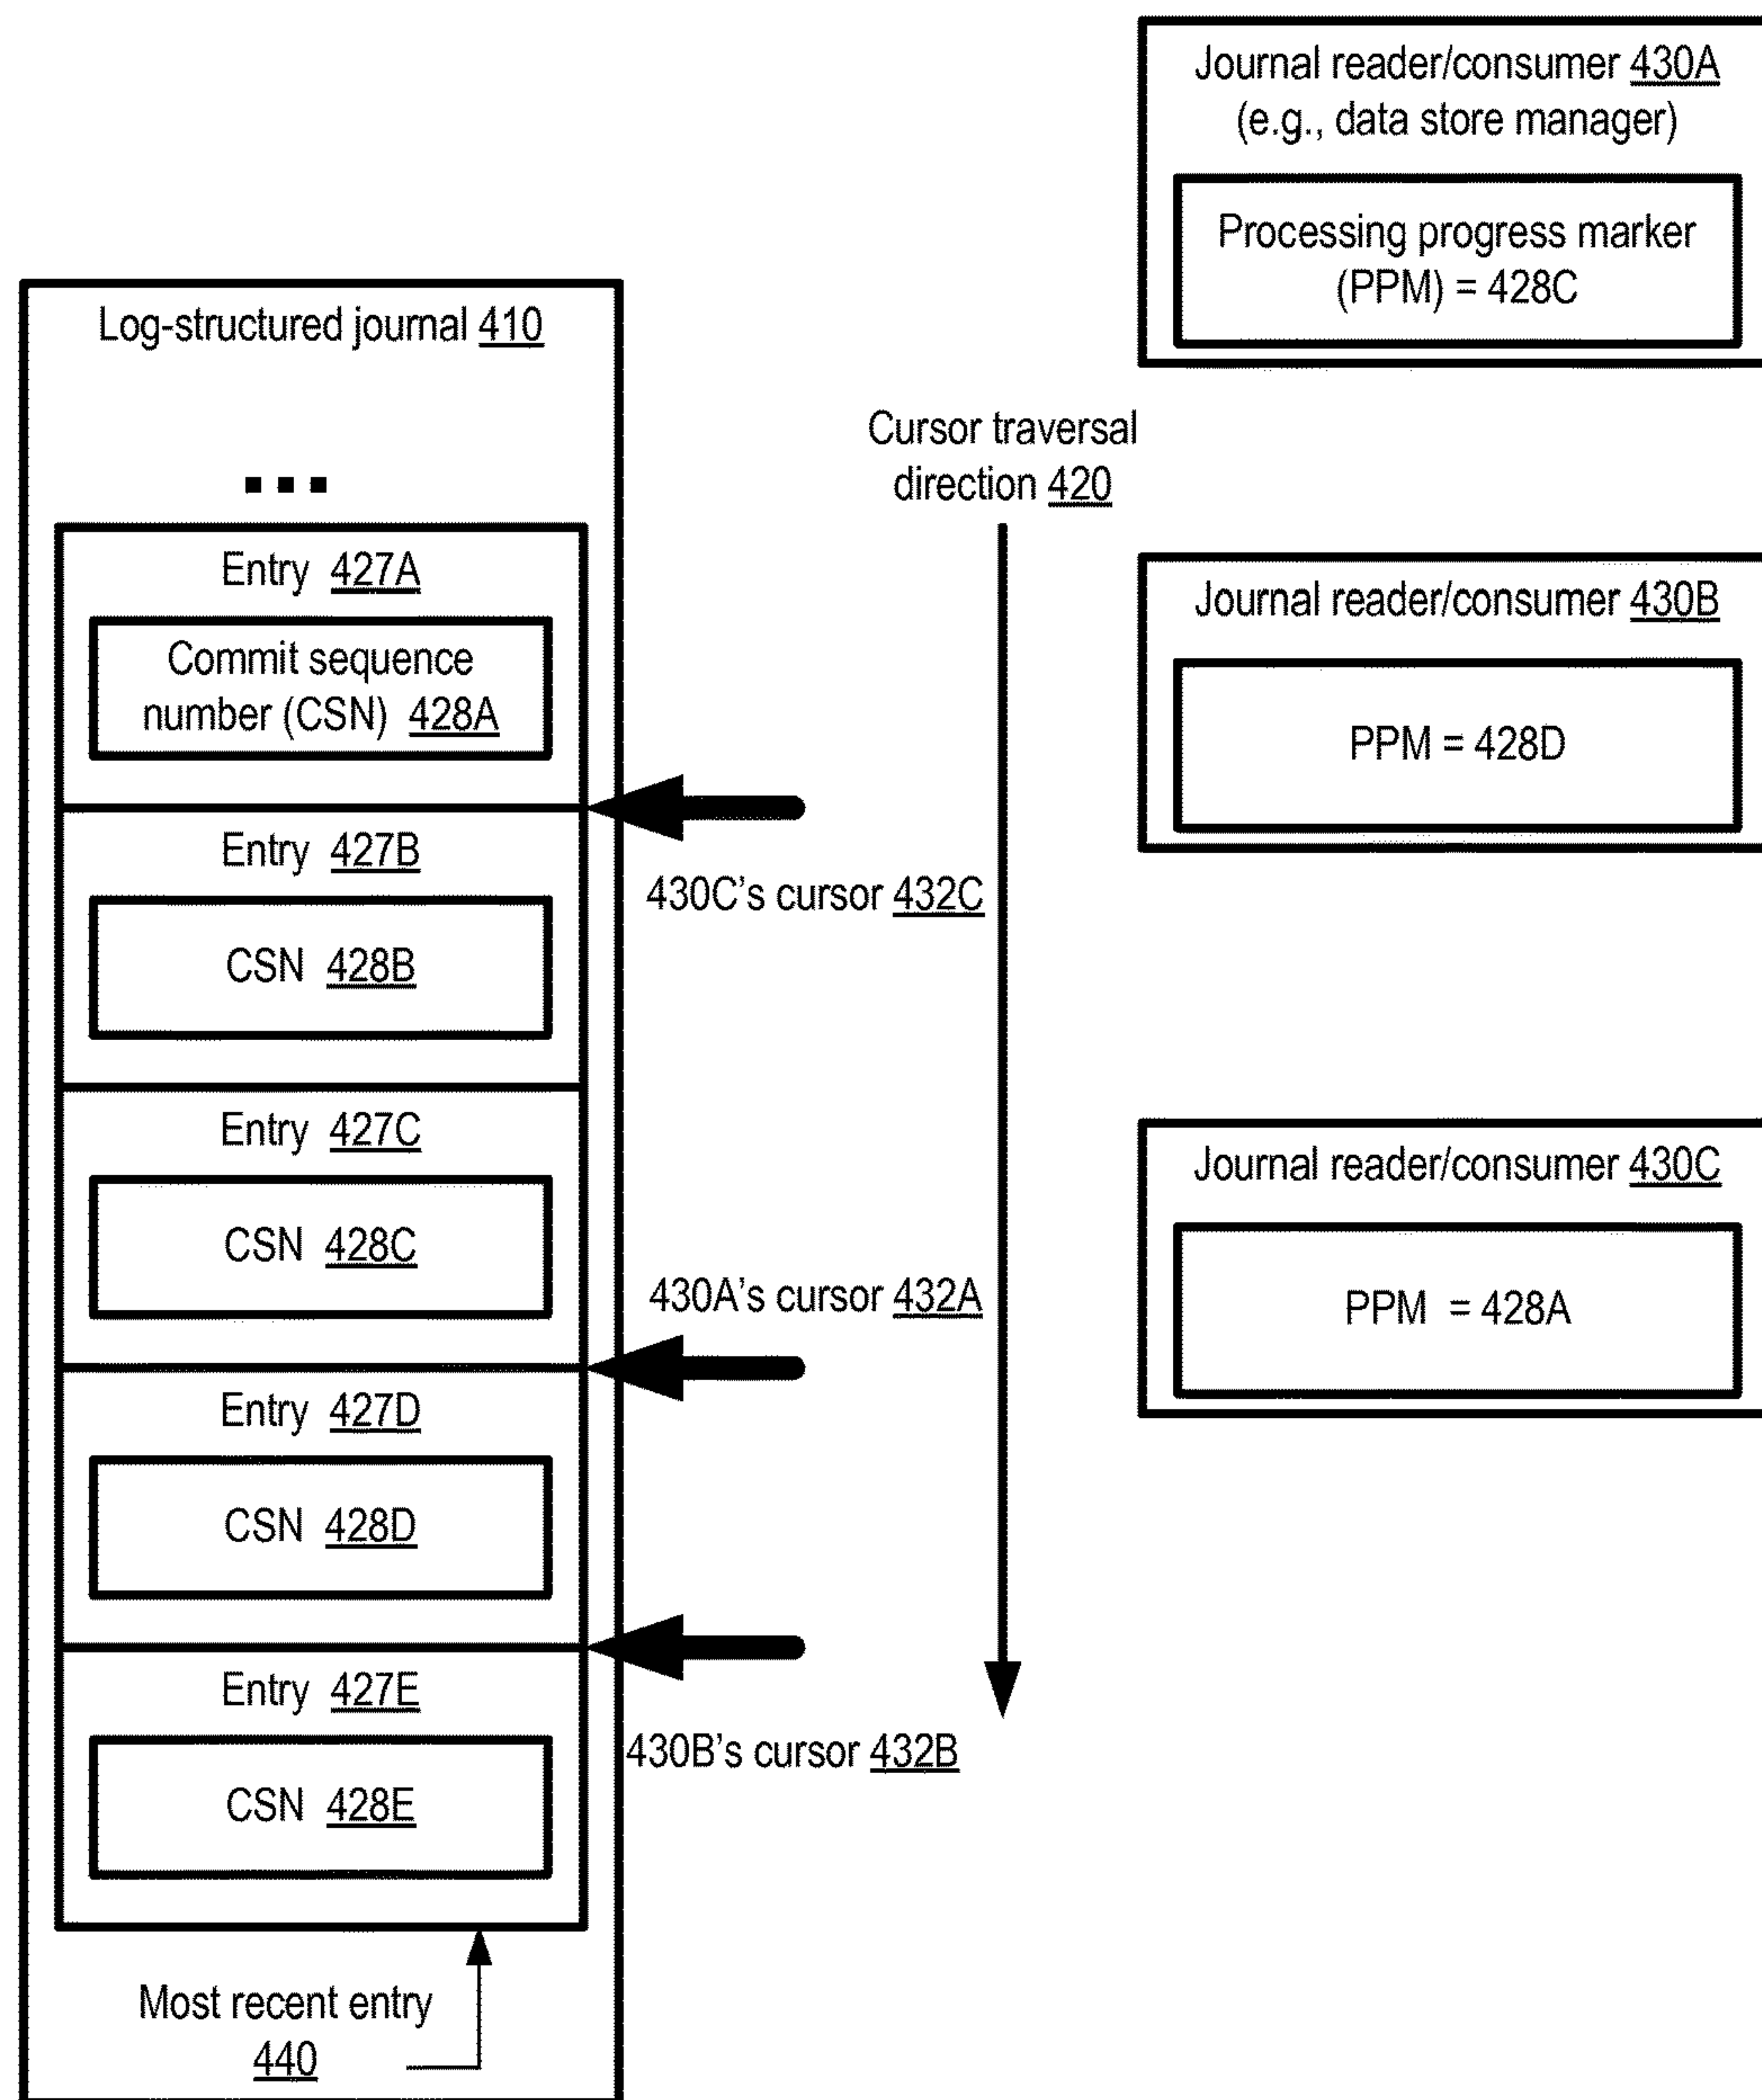 Journal reader/consumer 430A
(e.g., data store manager)
Processing progress marker
(PPM) = 428C
Log-structured journal 410
...
Cursor traversal
direction 420
Entry 427A
Commit sequence
number (CSN) 428A
Journal reader/consumer 430B
PPM = 428D
Entry 427B
CSN 428B
430C's cursor 432C
Entry 427C
CSN 428C
430A's cursor 432A
Journal reader/consumer 430C
PPM = 428A
Entry 427D
CSN 428D
Entry 427E
CSN 428E
430B's cursor 432B
Most recent entry
440